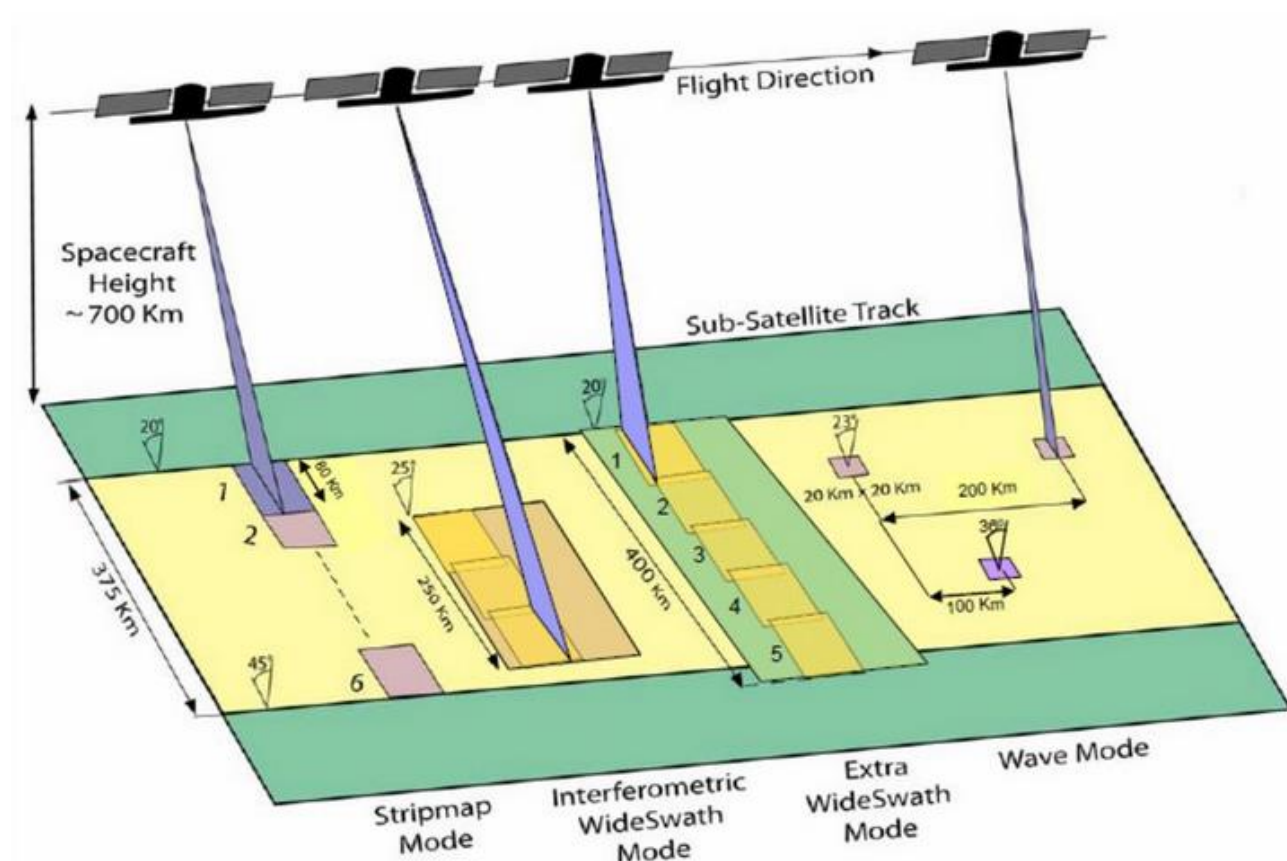 Flight Direction
Spacecraft
Height
~ 700 Km
Sub-Satellite Track
20°
1
80 Km
2
375 Km
45°
6
25°
250 Km
20°
1
2
3
4
5
400 Km
23°
20 Km × 20 Km
200 Km
36°
100 Km
Stripmap
Mode
Interferometric
WideSwath
Mode
Extra
WideSwath
Mode
Wave Mode